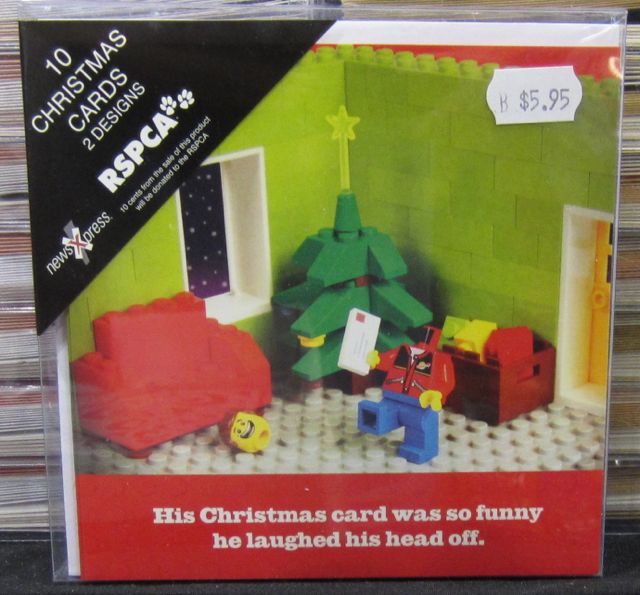 10
CHRISTMAS
CARDS
2 DESIGNS
RSPCA
10 cents from the sale of this product
will be donated to the RSPCA
newsXpress.
K $5.95
His Christmas card was so funny
he laughed his head off.